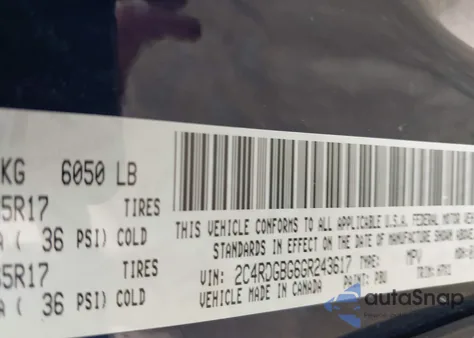 KG 6050 LB
5R17 TIRES
( 36 PSI) COLD
5R17
( 36 PSI) COLD
THIS VEHICLE CONFORMS TO ALL APPLICABLE U.S.A. FEDERAL MOTOR
STANDARDS IN EFFECT ON THE DATE OF MANUFACTURE SHOWN
VIN: 2C4RDGBG6GR243617 TYPE: MPV
VEHICLE MADE IN CANADA PAINT: PBU TRIM:
autaSnap